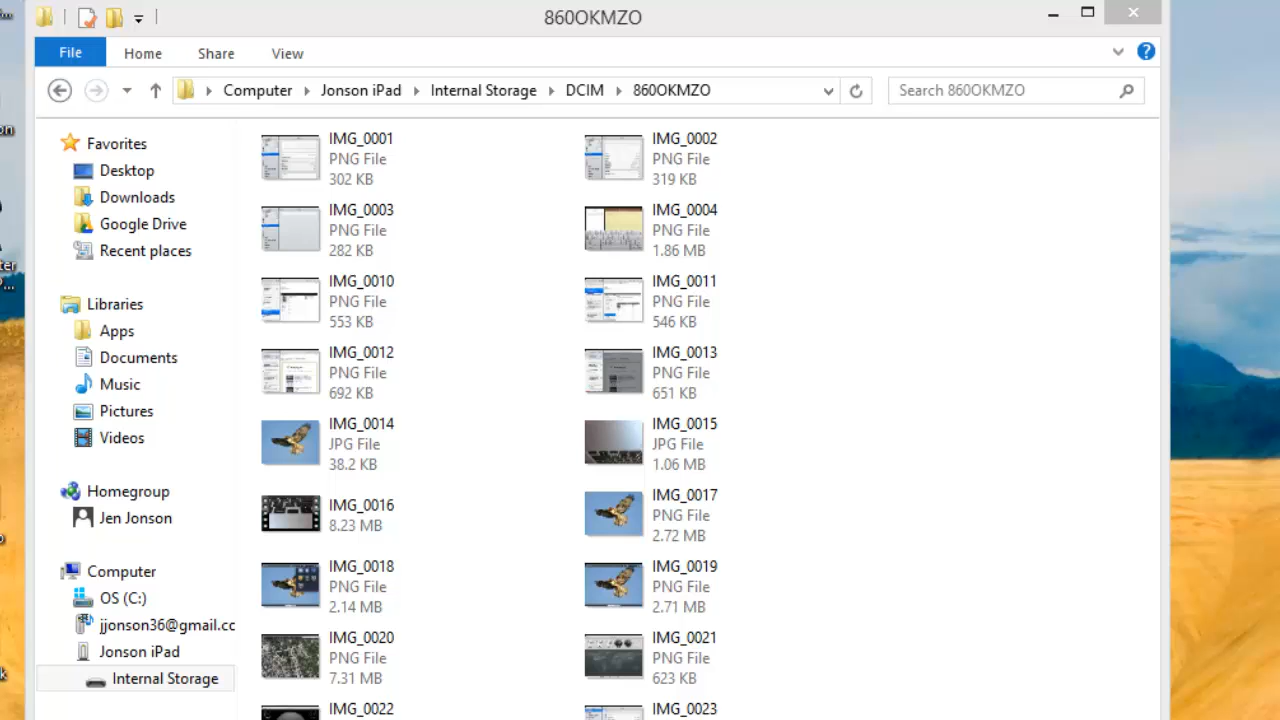 860OKMZO
File Home Share View
Computer Jonson iPad Internal Storage DCIM 860OKMZO
Search 860OKMZO
Favorites
Desktop
Downloads
Google Drive
Recent places
Libraries
Apps
Documents
Music
Pictures
Videos
Homegroup
Jen Jonson
Computer
OS (C:)
jjonson36@gmail.cc
Jonson iPad
Internal Storage
IMG_0001
PNG File
302 KB
IMG_0002
PNG File
319 KB
IMG_0003
PNG File
282 KB
IMG_0004
PNG File
1.86 MB
IMG_0010
PNG File
553 KB
IMG_0011
PNG File
546 KB
IMG_0012
PNG File
692 KB
IMG_0013
PNG File
651 KB
IMG_0014
JPG File
38.2 KB
IMG_0015
JPG File
1.06 MB
IMG_0016
8.23 MB
IMG_0017
PNG File
2.72 MB
IMG_0018
PNG File
2.14 MB
IMG_0019
PNG File
2.71 MB
IMG_0020
PNG File
7.31 MB
IMG_0021
PNG File
623 KB
IMG_0022
IMG_0023